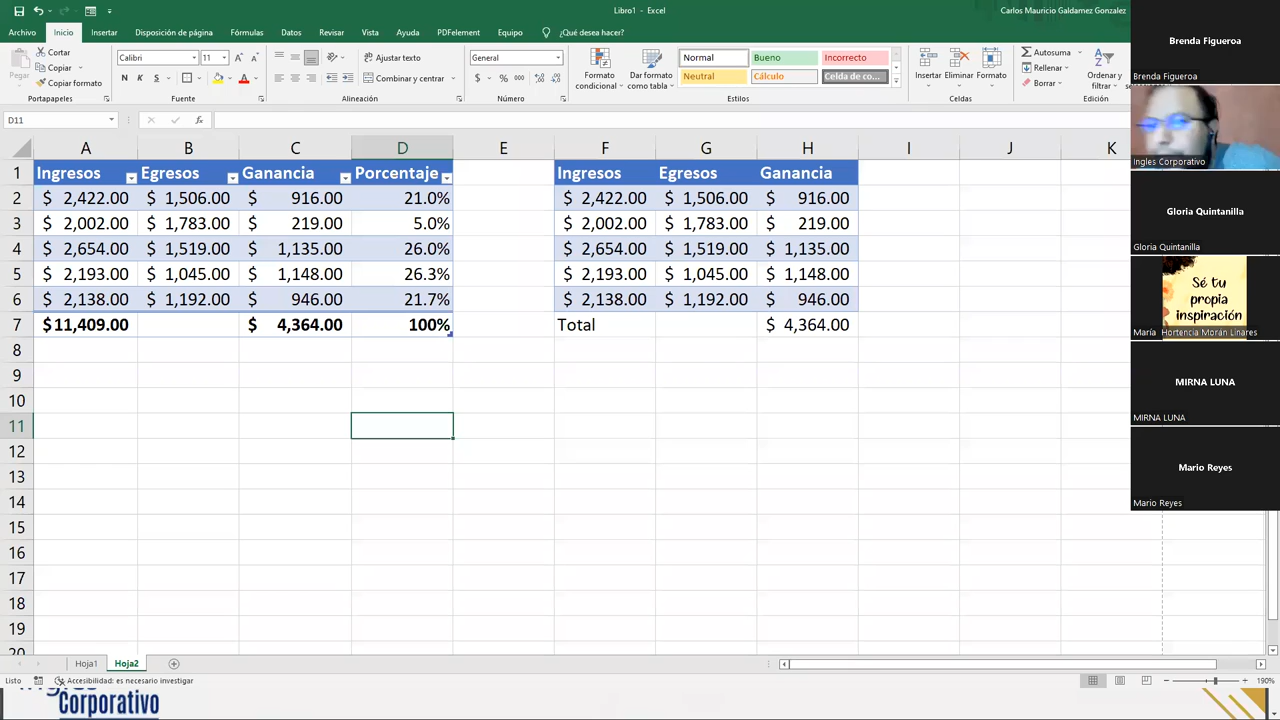 Libro1 - Excel
Carlos Mauricio Galdamez Gonzalez
Archivo Inicio Insertar Disposición de página Fórmulas Datos Revisar Vista Ayuda PDFelement Equipo ¿Qué desea hacer?
Pegar
Cortar
Copiar
Copiar formato
Portapapeles
Calibri 11
N K S
Fuente
Ajustar texto
Combinar y centrar
Alineación
General
$ % 000
Número
Formato condicional
Dar formato como tabla
Normal Bueno Incorrecto
Neutral Cálculo Celda de co...
Estilos
Insertar Eliminar Formato
Celdas
Autosuma
Rellenar
Borrar
Ordenar y filtrar
Edición
D11
fx
A B C D E F G H I J K
1 Ingresos Egresos Ganancia Porcentaje Ingresos Egresos Ganancia
2 $ 2,422.00 $ 1,506.00 $ 916.00 21.0% $ 2,422.00 $ 1,506.00 $ 916.00
3 $ 2,002.00 $ 1,783.00 $ 219.00 5.0% $ 2,002.00 $ 1,783.00 $ 219.00
4 $ 2,654.00 $ 1,519.00 $ 1,135.00 26.0% $ 2,654.00 $ 1,519.00 $ 1,135.00
5 $ 2,193.00 $ 1,045.00 $ 1,148.00 26.3% $ 2,193.00 $ 1,045.00 $ 1,148.00
6 $ 2,138.00 $ 1,192.00 $ 946.00 21.7% $ 2,138.00 $ 1,192.00 $ 946.00
7 $11,409.00 $ 4,364.00 100% Total $ 4,364.00
8
9
10
11
12
13
14
15
16
17
18
19
20
Hoja1 Hoja2
Listo Accesibilidad: es necesario investigar
190%
Corporativo
Brenda Figueroa
Brenda Figueroa
Ingles Corporativo
Gloria Quintanilla
Gloria Quintanilla
Sé tu
propia
inspiración
María Hortencia Morán Linares
MIRNA LUNA
MIRNA LUNA
Mario Reyes
Mario Reyes